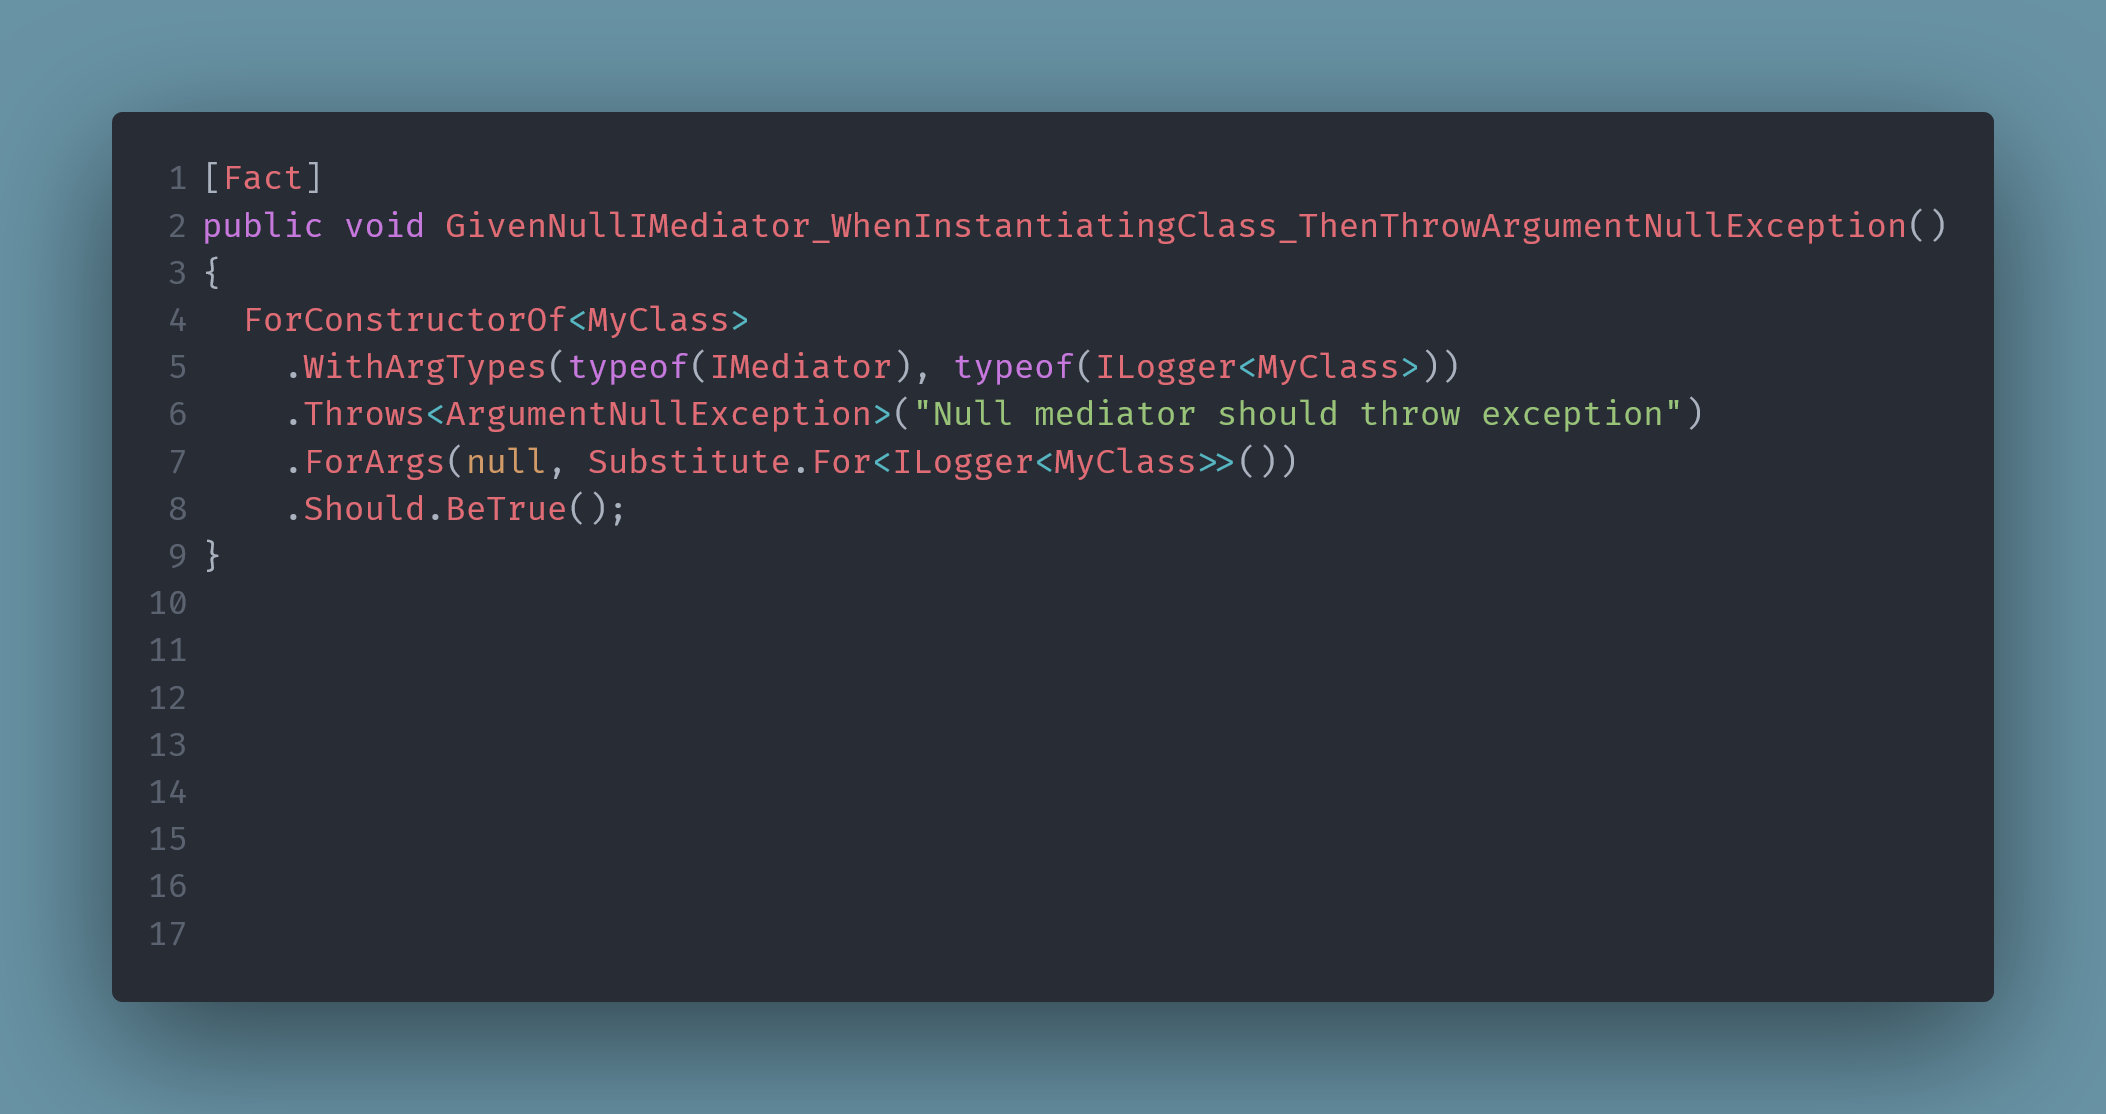 1 [Fact]
2 public void GivenNullIMediator_WhenInstantiatingClass_ThenThrowArgumentNullException()
3 {
4   ForConstructorOf<MyClass>
5     .WithArgTypes(typeof(IMediator), typeof(ILogger<MyClass>))
6     .Throws<ArgumentNullException>("Null mediator should throw exception")
7     .ForArgs(null, Substitute.For<ILogger<MyClass>>())
8     .Should.BeTrue();
9 }
10
11
12
13
14
15
16
17